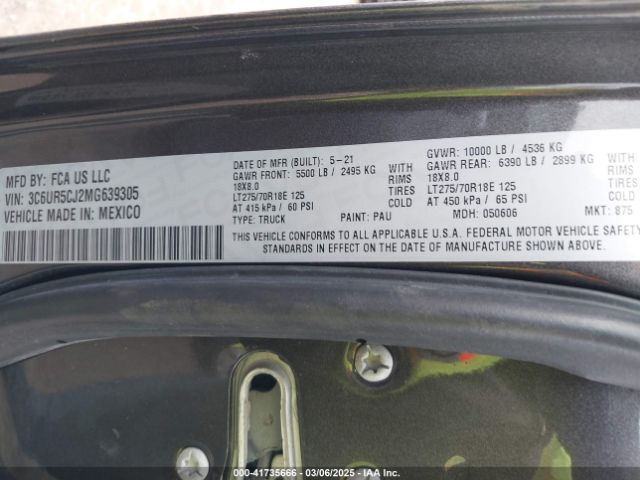 MFD BY: FCA US LLC
VIN: 3C6UR5CJ2MG639305
VEHICLE MADE IN: MEXICO
DATE OF MFR (BUILT): 5-21
GAWR FRONT: 5500 LB / 2495 KG WITH
18X8.0 RIMS
LT275/70R18E 125 TIRES
AT 415 kPa / 60 PSI COLD
TYPE: TRUCK PAINT: PAU
GVWR: 10000 LB / 4536 KG
GAWR REAR: 6390 LB / 2899 KG WITH
18X8.0 RIMS
LT275/70R18E 125 TIRES
AT 450 kPa / 65 PSI COLD
MDH: 050606 MKT: 875
THIS VEHICLE CONFORMS TO ALL APPLICABLE U.S.A. FEDERAL MOTOR VEHICLE SAFETY
STANDARDS IN EFFECT ON THE DATE OF MANUFACTURE SHOWN ABOVE.
0-41735666 - 03/06/2025 - IAAI.COM